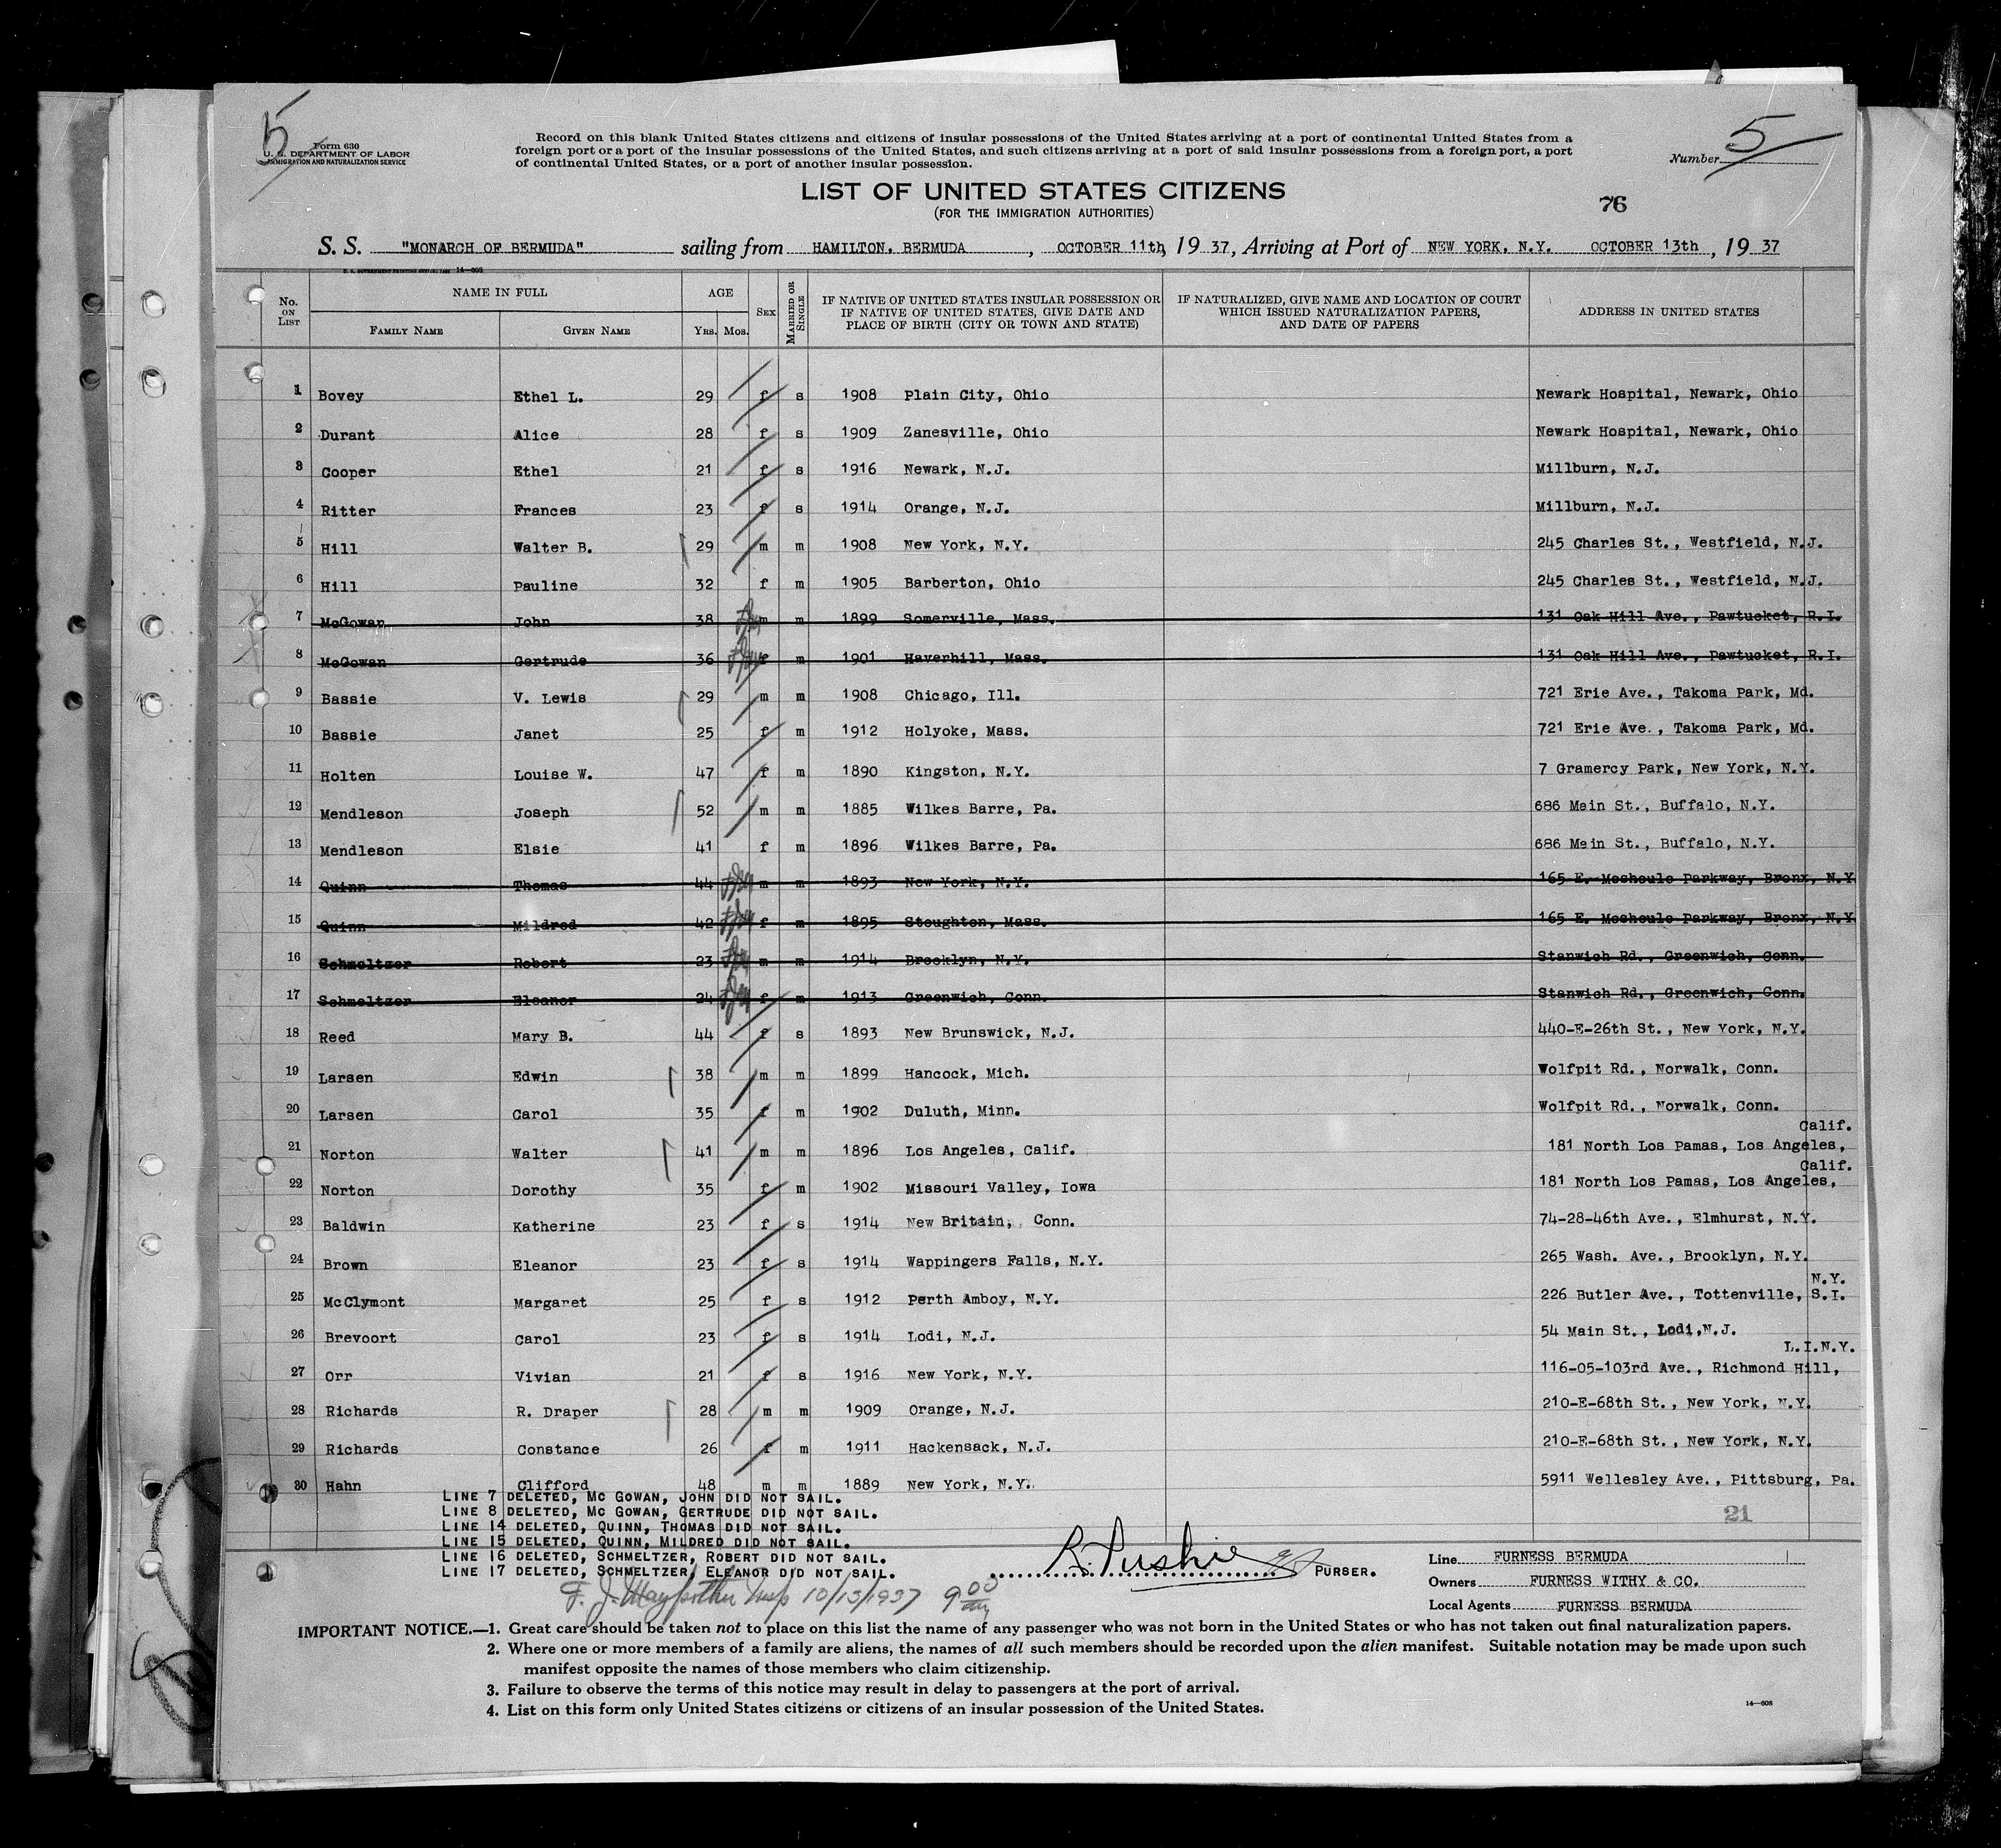 5
Form 630
U. S. DEPARTMENT OF LABOR
IMMIGRATION AND NATURALIZATION SERVICE
Record on this blank United States citizens and citizens of insular possessions of the United States arriving at a port of continental United States from a
foreign port or a port of the insular possessions of the United States, and such citizens arriving at a port of said insular possessions from a foreign port, a port
of continental United States, or a port of another insular possession.
Number 5
LIST OF UNITED STATES CITIZENS
(FOR THE IMMIGRATION AUTHORITIES)
76
S. S. "MONARCH OF BERMUDA" sailing from HAMILTON. BERMUDA, OCTOBER 11th, 19 37, Arriving at Port of NEW YORK, N.Y. OCTOBER 13th, 19 37
U. S. GOVERNMENT PRINTING OFFICE: 14—608
No. ON LIST NAME IN FULL AGE SEX MARRIED OR SINGLE IF NATIVE OF UNITED STATES INSULAR POSSESSION OR IF NATIVE OF UNITED STATES, GIVE DATE AND PLACE OF BIRTH (CITY OR TOWN AND STATE) IF NATURALIZED, GIVE NAME AND LOCATION OF COURT WHICH ISSUED NATURALIZATION PAPERS, AND DATE OF PAPERS ADDRESS IN UNITED STATES
FAMILY NAME GIVEN NAME YRS. MOS.
1 Bovey Ethel L. 29 f s 1908 Plain City, Ohio Newark Hospital, Newark, Ohio
2 Durant Alice 28 f s 1909 Zanesville, Ohio Newark Hospital, Newark, Ohio
3 Cooper Ethel 21 f s 1916 Newark, N.J. Millburn, N.J.
4 Ritter Frances 23 f s 1914 Orange, N.J. Millburn, N.J.
5 Hill Walter B. 29 m m 1908 New York, N.Y. 245 Charles St., Westfield, N.J.
6 Hill Pauline 32 f m 1905 Barberton, Ohio 245 Charles St., Westfield, N.J.
7 McGowan John 38 m m 1899 Somerville, Mass. 131 Oak Hill Ave., Pawtucket, R.I.
8 McGowan Gertrude 36 f m 1901 Haverhill, Mass. 131 Oak Hill Ave., Pawtucket, R.I.
9 Bassie V. Lewis 29 m m 1908 Chicago, Ill. 721 Erie Ave., Takoma Park, Md.
10 Bassie Janet 25 f m 1912 Holyoke, Mass. 721 Erie Ave., Takoma Park, Md.
11 Holten Louise W. 47 f m 1890 Kingston, N.Y. 7 Gramercy Park, New York, N.Y.
12 Mendleson Joseph 52 m m 1885 Wilkes Barre, Pa. 686 Main St., Buffalo, N.Y.
13 Mendleson Elsie 41 f m 1896 Wilkes Barre, Pa. 686 Main St., Buffalo, N.Y.
14 Quinn Thomas 44 m m 1893 New York, N.Y. 165 E. Mosholu Parkway, Bronx, N.Y.
15 Quinn Mildred 42 f m 1895 Stoughton, Mass. 165 E. Mosholu Parkway, Bronx, N.Y.
16 Schmeltzer Robert 23 m m 1914 Brooklyn, N.Y. Stanwich Rd., Greenwich, Conn.
17 Schmeltzer Eleanor 24 f m 1913 Greenwich, Conn. Stanwich Rd., Greenwich, Conn.
18 Reed Mary B. 44 f s 1893 New Brunswick, N.J. 440-E-26th St., New York, N.Y.
19 Larsen Edwin 38 m m 1899 Hancock, Mich. Wolfpit Rd., Norwalk, Conn.
20 Larsen Carol 35 f m 1902 Duluth, Minn. Wolfpit Rd., Norwalk, Conn.
Calif.
21 Norton Walter 41 m m 1896 Los Angeles, Calif. 181 North Los Pamas, Los Angeles,
Calif.
22 Norton Dorothy 35 f m 1902 Missouri Valley, Iowa 181 North Los Pamas, Los Angeles,
23 Baldwin Katherine 23 f s 1914 New Britain, Conn. 74-28-46th Ave., Elmhurst, N.Y.
24 Brown Eleanor 23 f s 1914 Wappingers Falls, N.Y. 265 Wash. Ave., Brooklyn, N.Y.
N.Y.
25 McClymont Margaret 25 f s 1912 Perth Amboy, N.Y. 226 Butler Ave., Tottenville, S.I.
26 Brevoort Carol 23 f s 1914 Lodi, N.J. 54 Main St., Lodi, N.J.
L.I.N.Y.
27 Orr Vivian 21 f s 1916 New York, N.Y. 116-05-103rd Ave., Richmond Hill,
28 Richards R. Draper 28 m m 1909 Orange, N.J. 210-E-68th St., New York, N.Y.
29 Richards Constance 26 f m 1911 Hackensack, N.J. 210-E-68th St., New York, N.Y.
30 Hahn Clifford 48 m m 1889 New York, N.Y. 5911 Wellesley Ave., Pittsburg, Pa.
LINE 7 DELETED, MC GOWAN, JOHN DID NOT SAIL.
LINE 8 DELETED, MC GOWAN, GERTRUDE DID NOT SAIL.
LINE 14 DELETED, QUINN, THOMAS DID NOT SAIL.
LINE 15 DELETED, QUINN, MILDRED DID NOT SAIL.
LINE 16 DELETED, SCHMELTZER, ROBERT DID NOT SAIL.
LINE 17 DELETED, SCHMELTZER, ELEANOR DID NOT SAIL.
21
R. Pushie PURSER.
F. J. 10/13/1937 9 00 am
Line FURNESS BERMUDA
Owners FURNESS WITHY & CO.
Local Agents FURNESS BERMUDA
IMPORTANT NOTICE.—1. Great care should be taken not to place on this list the name of any passenger who was not born in the United States or who has not taken out final naturalization papers.
2. Where one or more members of a family are aliens, the names of all such members should be recorded upon the alien manifest. Suitable notation may be made upon such
manifest opposite the names of those members who claim citizenship.
3. Failure to observe the terms of this notice may result in delay to passengers at the port of arrival.
4. List on this form only United States citizens or citizens of an insular possession of the United States.
14—608